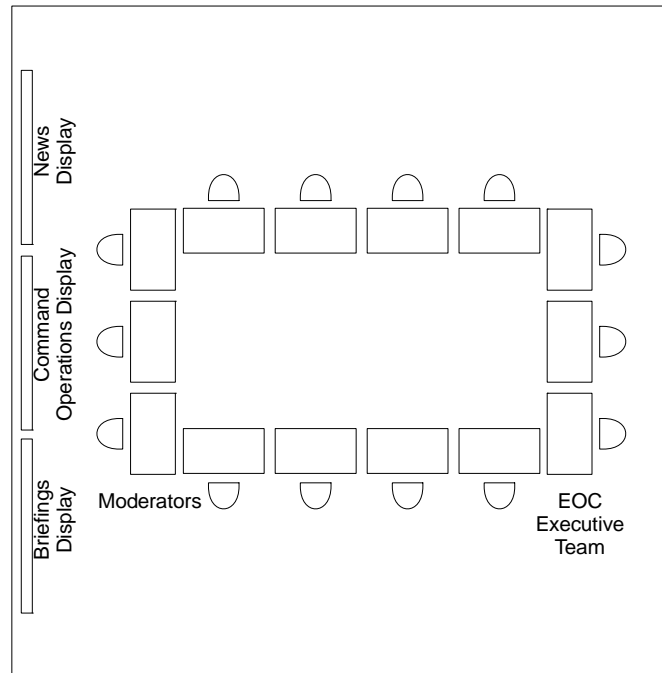 News
Display
Command
Operations Display
Briefings
Display
Moderators
EOC
Executive
Team